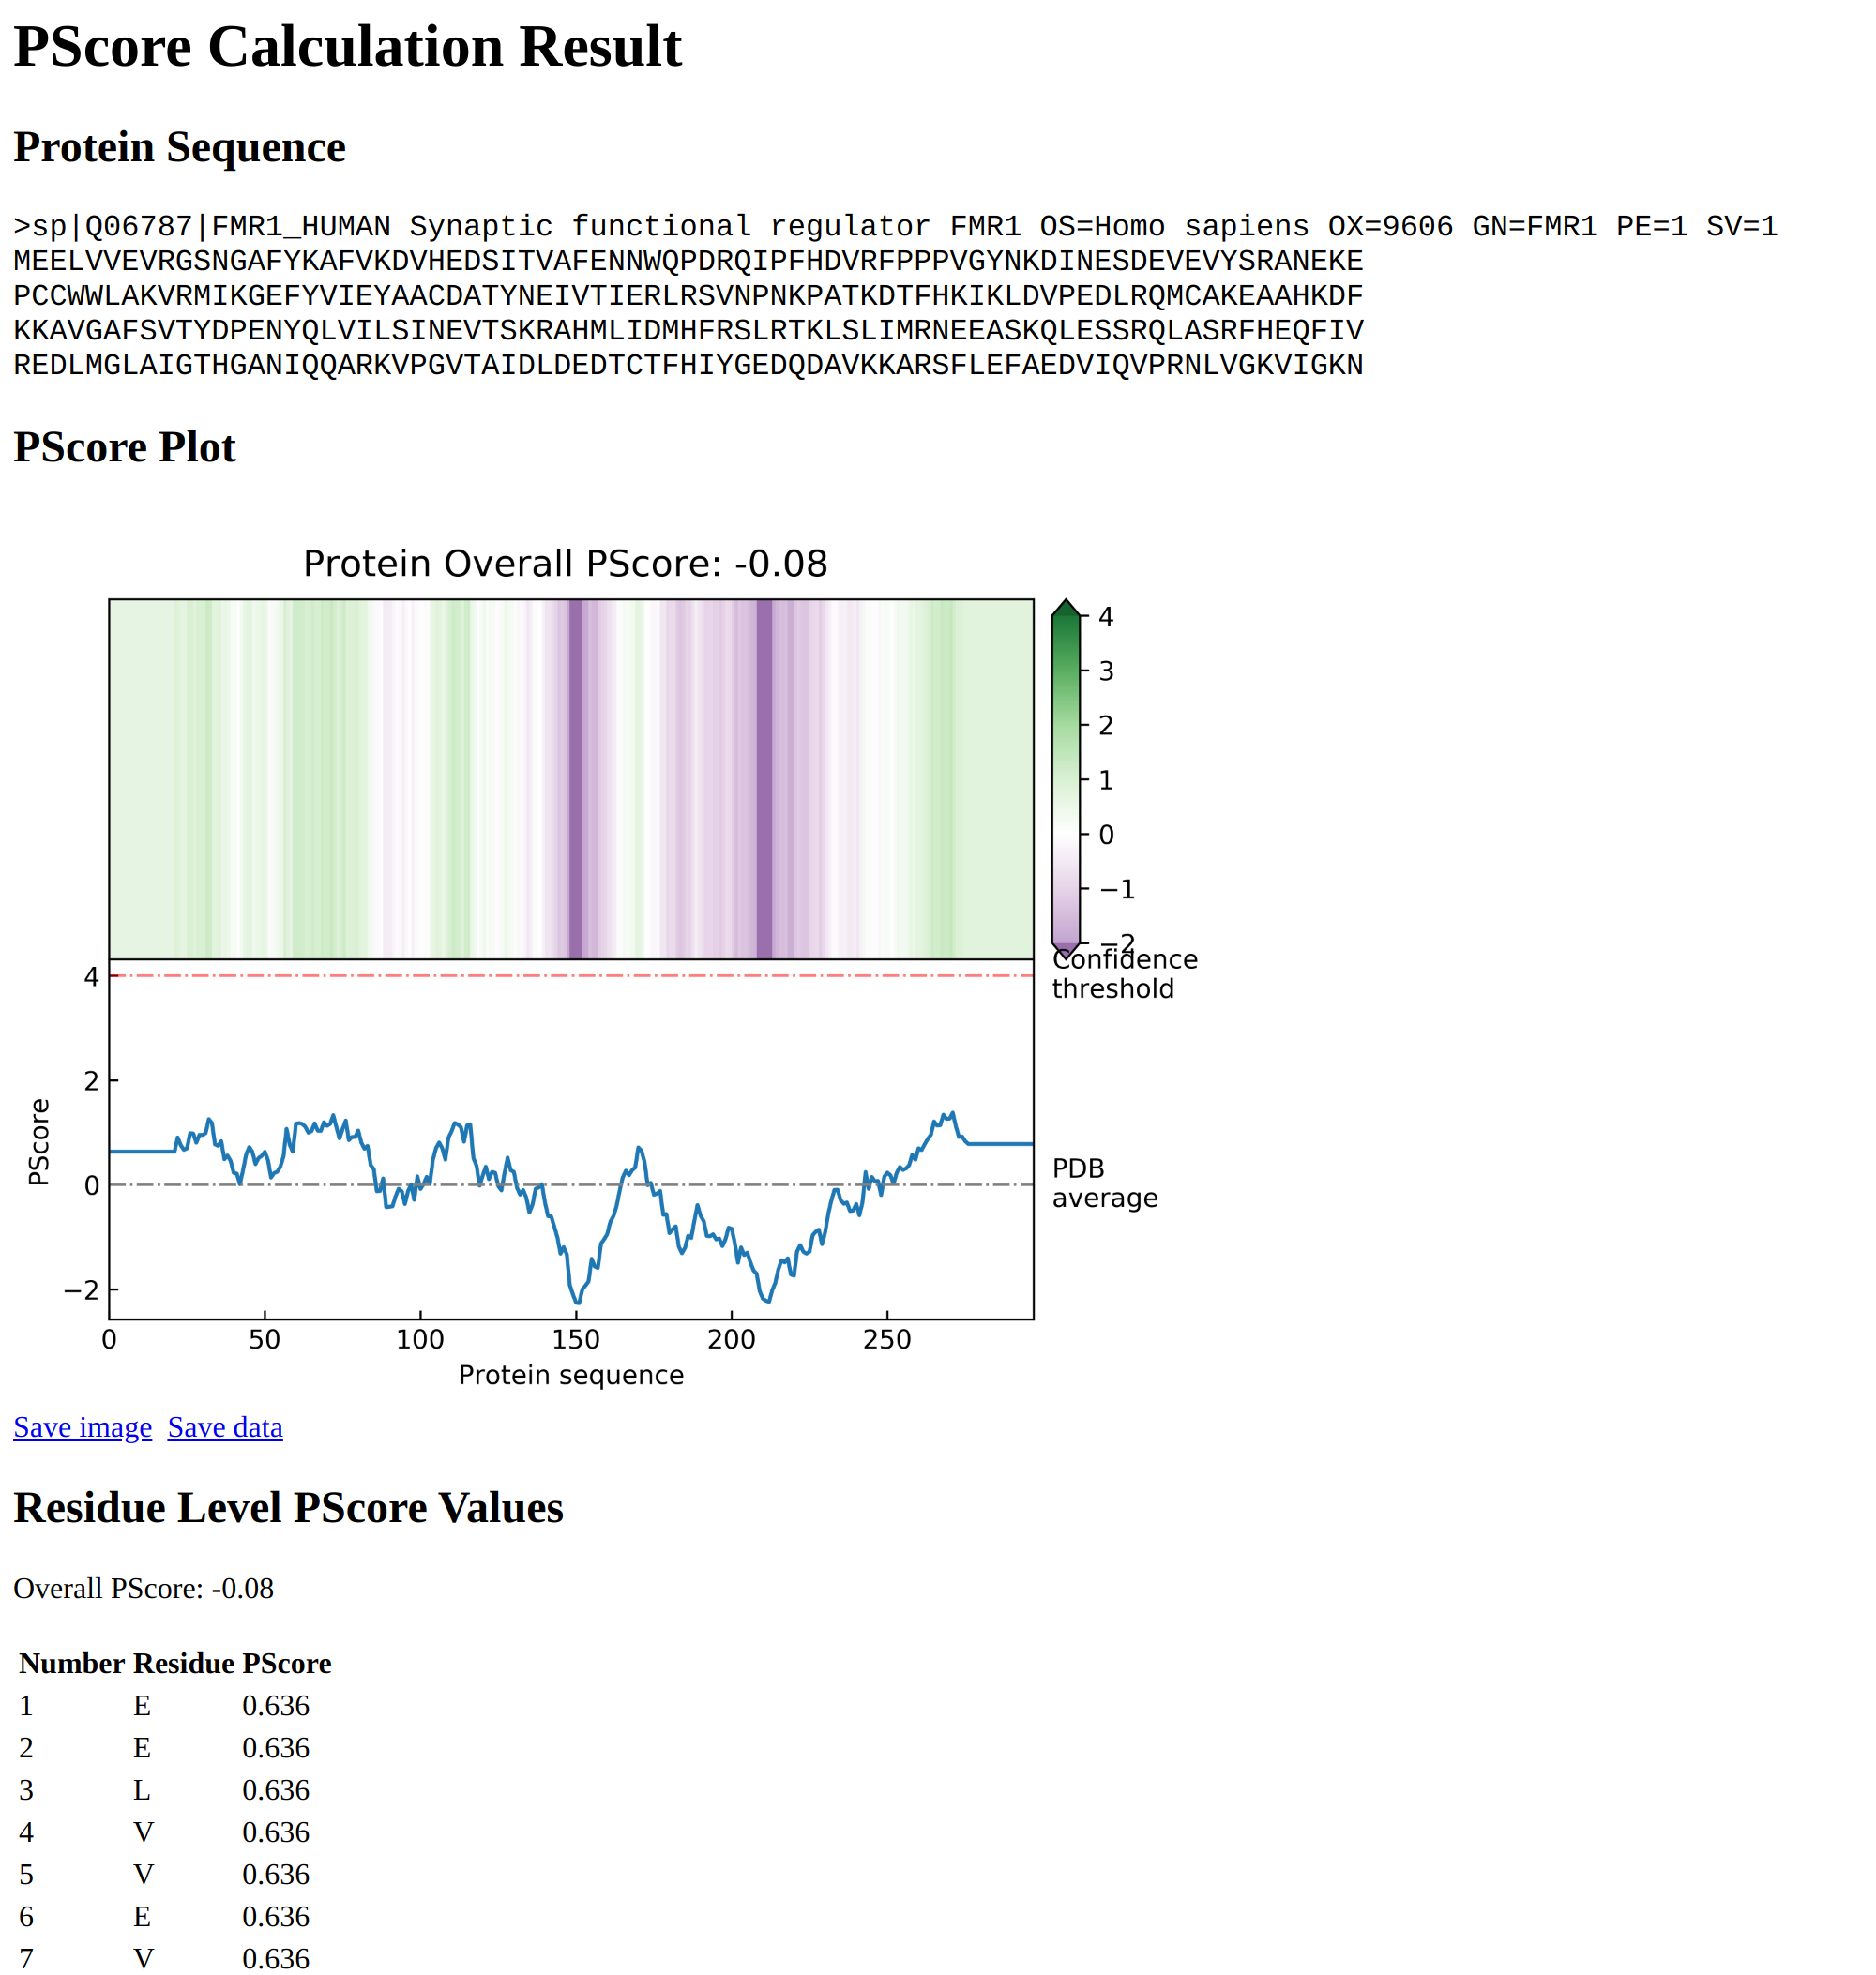 PScore Calculation Result
Protein Sequence
>sp|Q06787|FMR1_HUMAN Synaptic functional regulator FMR1 OS=Homo sapiens OX=9606 GN=FMR1 PE=1 SV=1
MEELVVEVRGSNGAFYKAFVKDVHEDSITVAFENNWQPDRQIPFHDVRFPPPVGYNKDINESDEVEVYSRANEKE
PCCWWLAKVRMIKGEFYVIEYAACDATYNEIVTIERLRSVNPNKPATKDTFHKIKLDVPEDLRQMCAKEAAHKDF
KKAVGAFSVTYDPENYQLVILSINEVTSKRAHMLIDMHFRSLRTKLSLIMRNEEASKQLESSRQLASRFHEQFIV
REDLMGLAIGTHGANIQQARKVPGVTAIDLDEDTCTFHIYGEDQDAVKKARSFLEFAEDVIQVPRNLVGKVIGKN
PScore Plot
Protein Overall PScore: -0.08
4
3
2
1
0
−1
−2
Confidence
threshold
4
2
0
−2
PScore
PDB
average
0 50 100 150 200 250
Protein sequence
Save image Save data
Residue Level PScore Values
Overall PScore: -0.08
Number Residue PScore
1 E 0.636
2 E 0.636
3 L 0.636
4 V 0.636
5 V 0.636
6 E 0.636
7 V 0.636